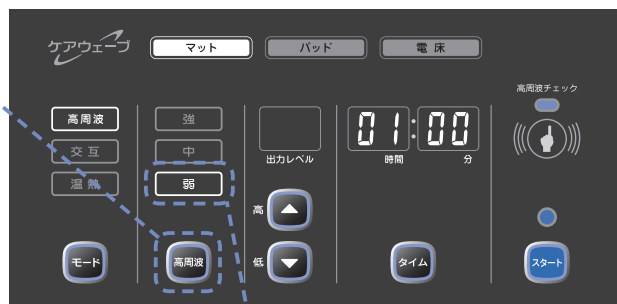 ケアウェーブ
マット
パッド
電床
高周波チェック
高周波
交互
温熱
強
中
弱
出力レベル
01:00
時間
分
高
低
モード
高周波
タイム
スタート